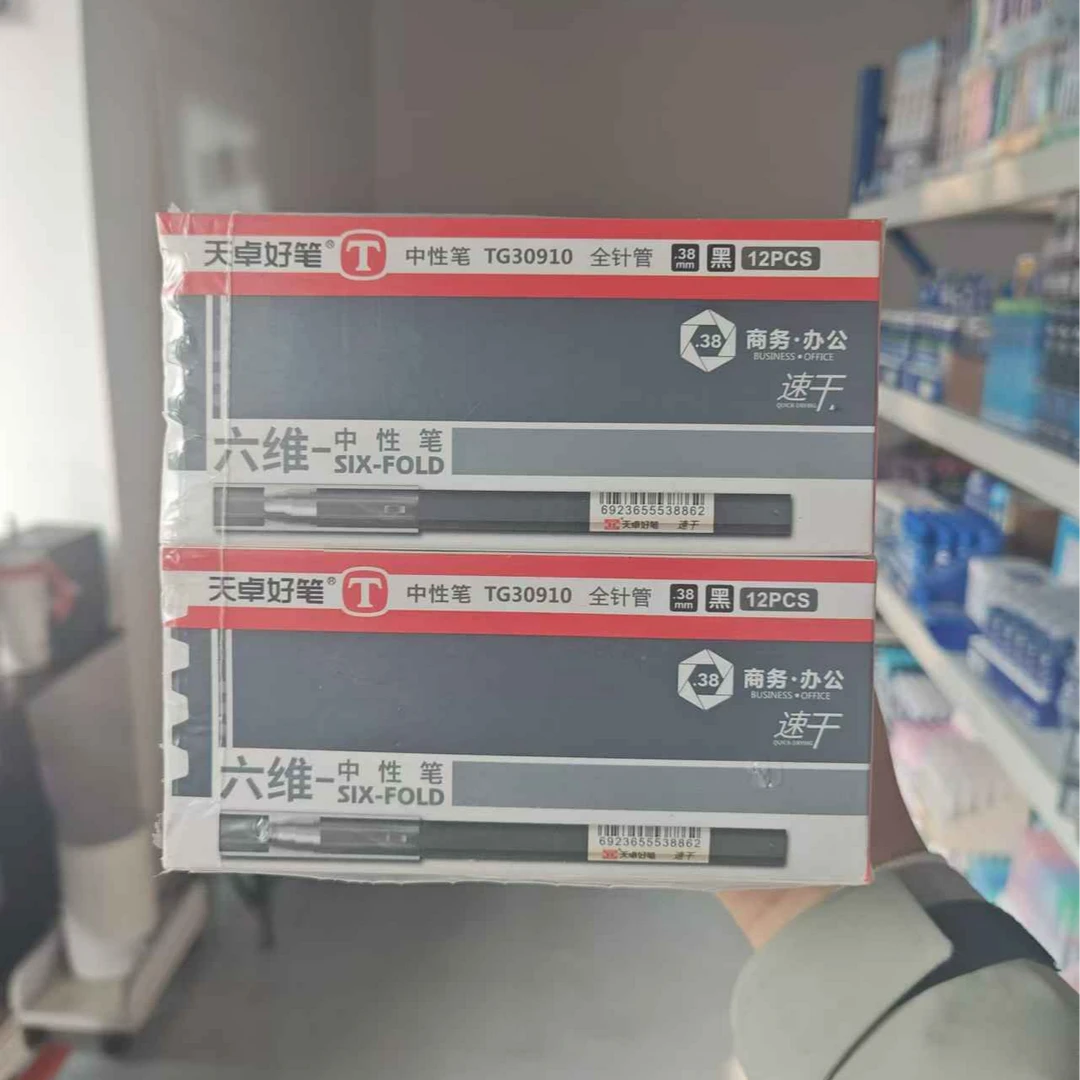 天卓好笔® T 中性笔 TG30910 全针管 .38 mm 黑 12PCS
.38 商务·办公
BUSINESS • OFFICE
速干
QUICK-DRYING
六维-中性笔
SIX-FOLD
6923655538862
天卓好笔 速干
天卓好笔® T 中性笔 TG30910 全针管 .38 mm 黑 12PCS
.38 商务·办公
BUSINESS • OFFICE
速干
QUICK-DRYING
六维-中性笔
SIX-FOLD
6923655538862
天卓好笔 速干